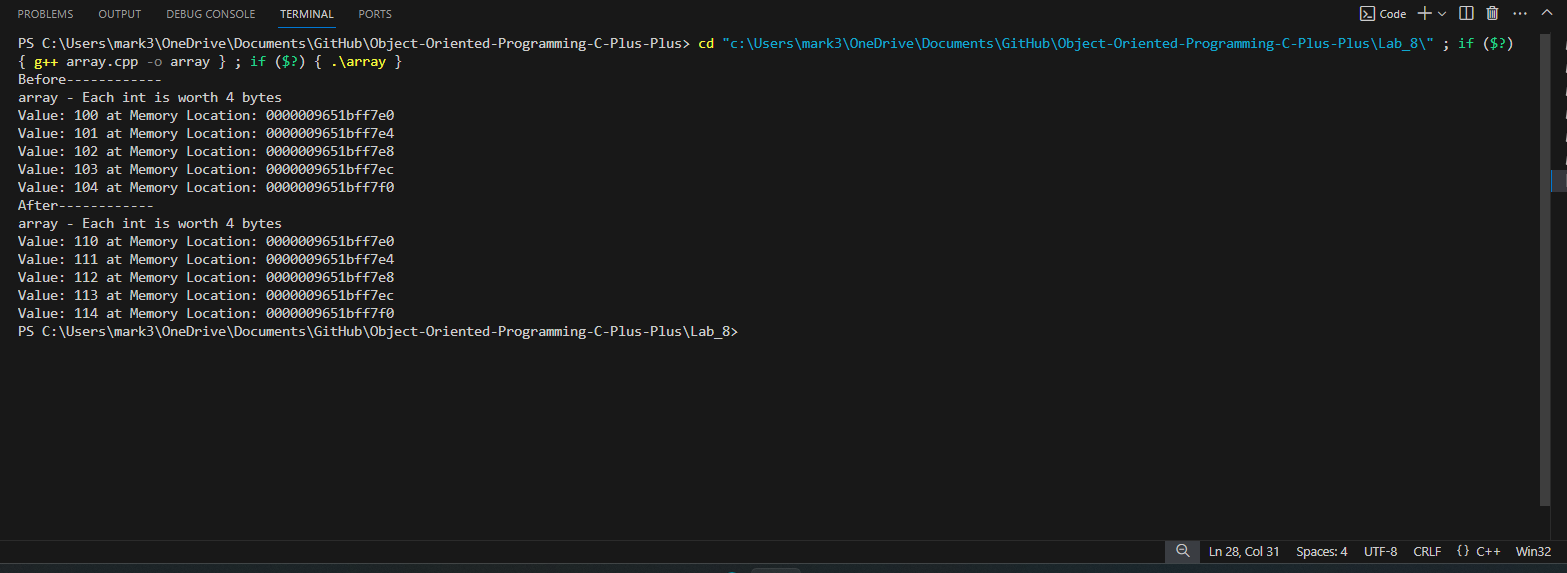 PROBLEMS OUTPUT DEBUG CONSOLE TERMINAL PORTS Code
PS C:\Users\mark3\OneDrive\Documents\GitHub\Object-Oriented-Programming-C-Plus-Plus> cd "c:\Users\mark3\OneDrive\Documents\GitHub\Object-Oriented-Programming-C-Plus-Plus\Lab_8\" ; if ($?)
{ g++ array.cpp -o array } ; if ($?) { .\array }
Before------------
array - Each int is worth 4 bytes
Value: 100 at Memory Location: 0000009651bff7e0
Value: 101 at Memory Location: 0000009651bff7e4
Value: 102 at Memory Location: 0000009651bff7e8
Value: 103 at Memory Location: 0000009651bff7ec
Value: 104 at Memory Location: 0000009651bff7f0
After------------
array - Each int is worth 4 bytes
Value: 110 at Memory Location: 0000009651bff7e0
Value: 111 at Memory Location: 0000009651bff7e4
Value: 112 at Memory Location: 0000009651bff7e8
Value: 113 at Memory Location: 0000009651bff7ec
Value: 114 at Memory Location: 0000009651bff7f0
PS C:\Users\mark3\OneDrive\Documents\GitHub\Object-Oriented-Programming-C-Plus-Plus\Lab_8>
Ln 28, Col 31 Spaces: 4 UTF-8 CRLF {} C++ Win32